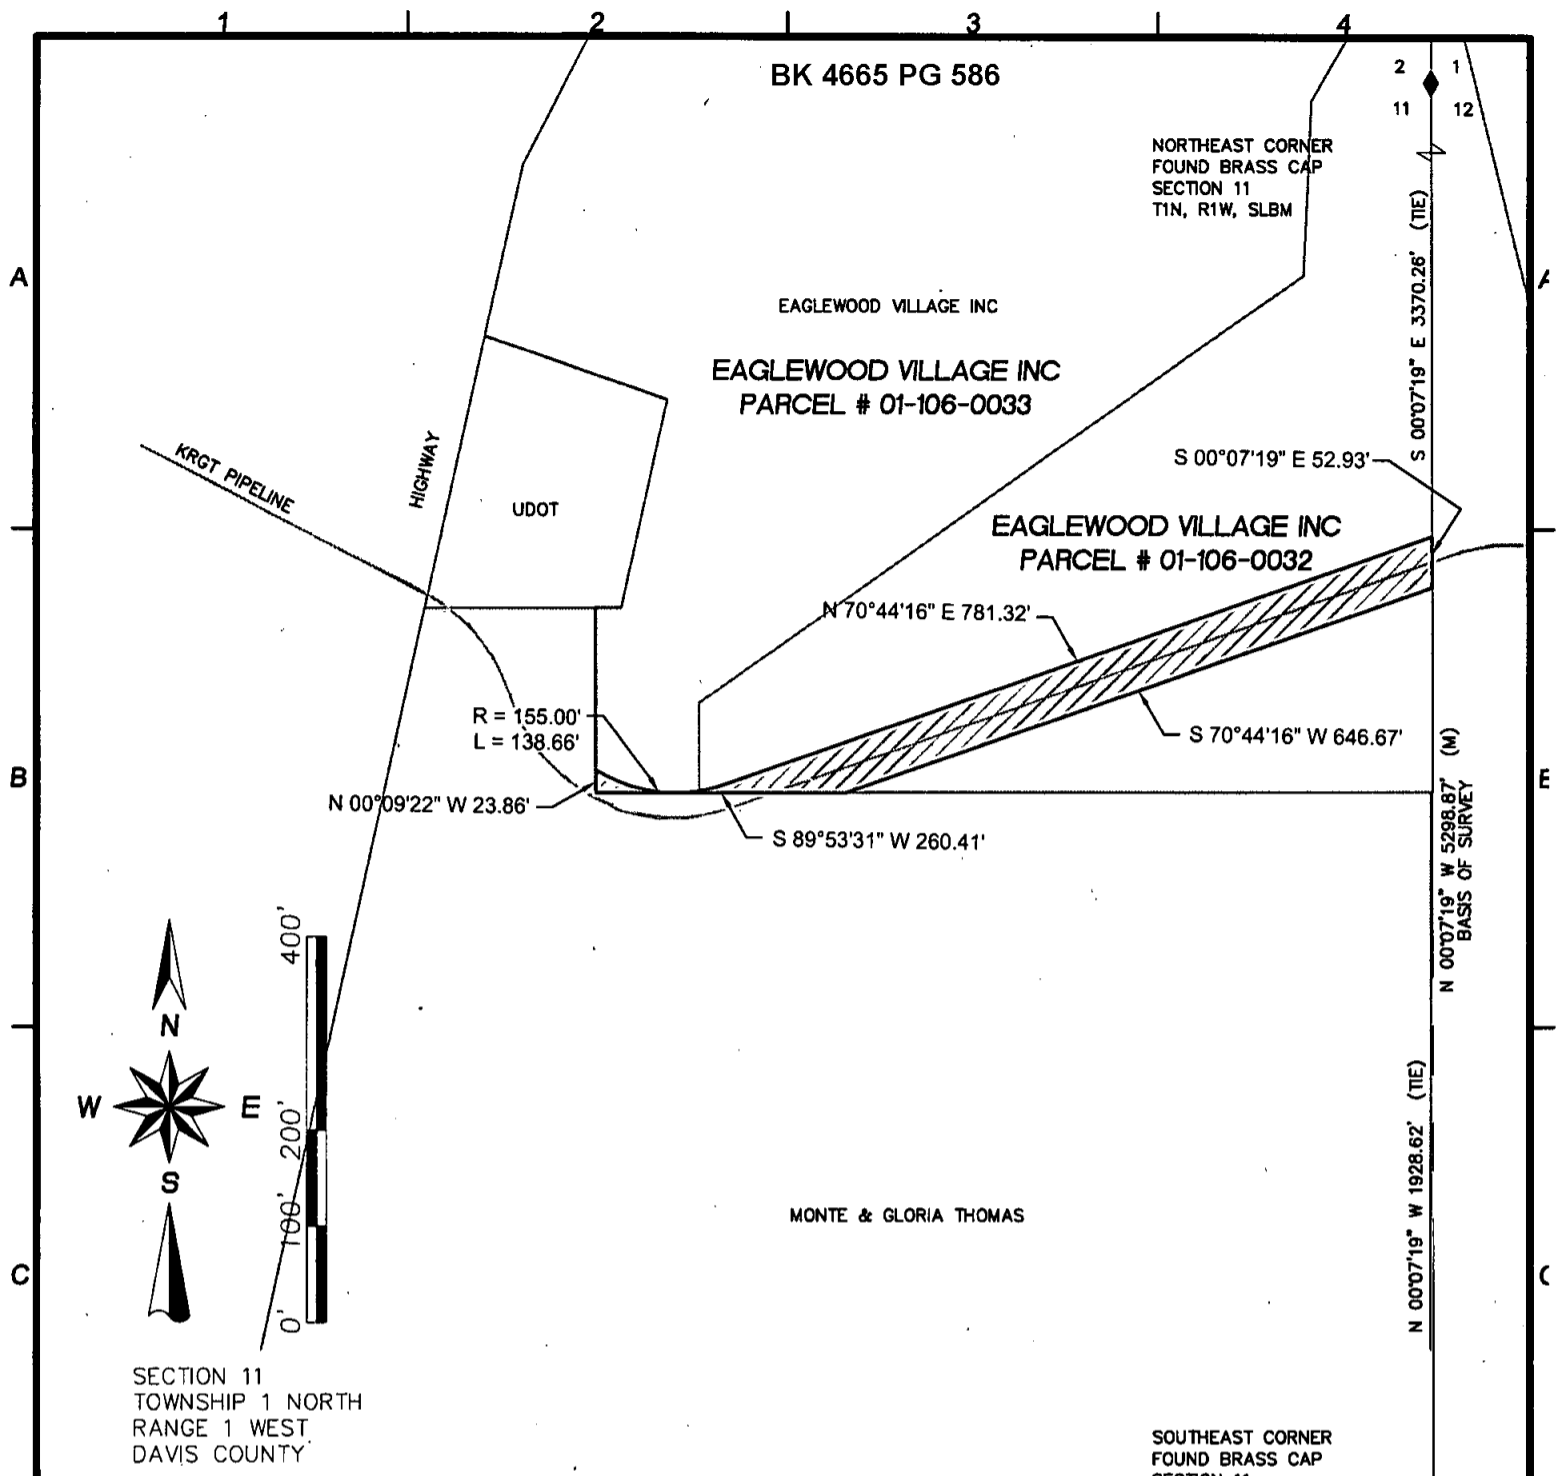 1 2 3 4
BK 4665 PG 586
2 1
11 12
NORTHEAST CORNER
FOUND BRASS CAP
SECTION 11
T1N, R1W, SLBM
S 00°07'19" E 3370.26' (TIE)
A
EAGLEWOOD VILLAGE INC
EAGLEWOOD VILLAGE INC
PARCEL # 01-106-0033
KRGT PIPELINE
HIGHWAY
UDOT
S 00°07'19" E 52.93'
EAGLEWOOD VILLAGE INC
PARCEL # 01-106-0032
N 70°44'16" E 781.32'
R = 155.00'
L = 138.66'
S 70°44'16" W 646.67'
B
N 00°09'22" W 23.86'
S 89°53'31" W 260.41'
N 00°07'19" W 5298.87' (M)
BASIS OF SURVEY
400'
200'
100'
0'
N
W E
S
N 00°07'19" W 1928.62' (TIE)
MONTE & GLORIA THOMAS
C
SECTION 11
TOWNSHIP 1 NORTH
RANGE 1 WEST
DAVIS COUNTY
SOUTHEAST CORNER
FOUND BRASS CAP